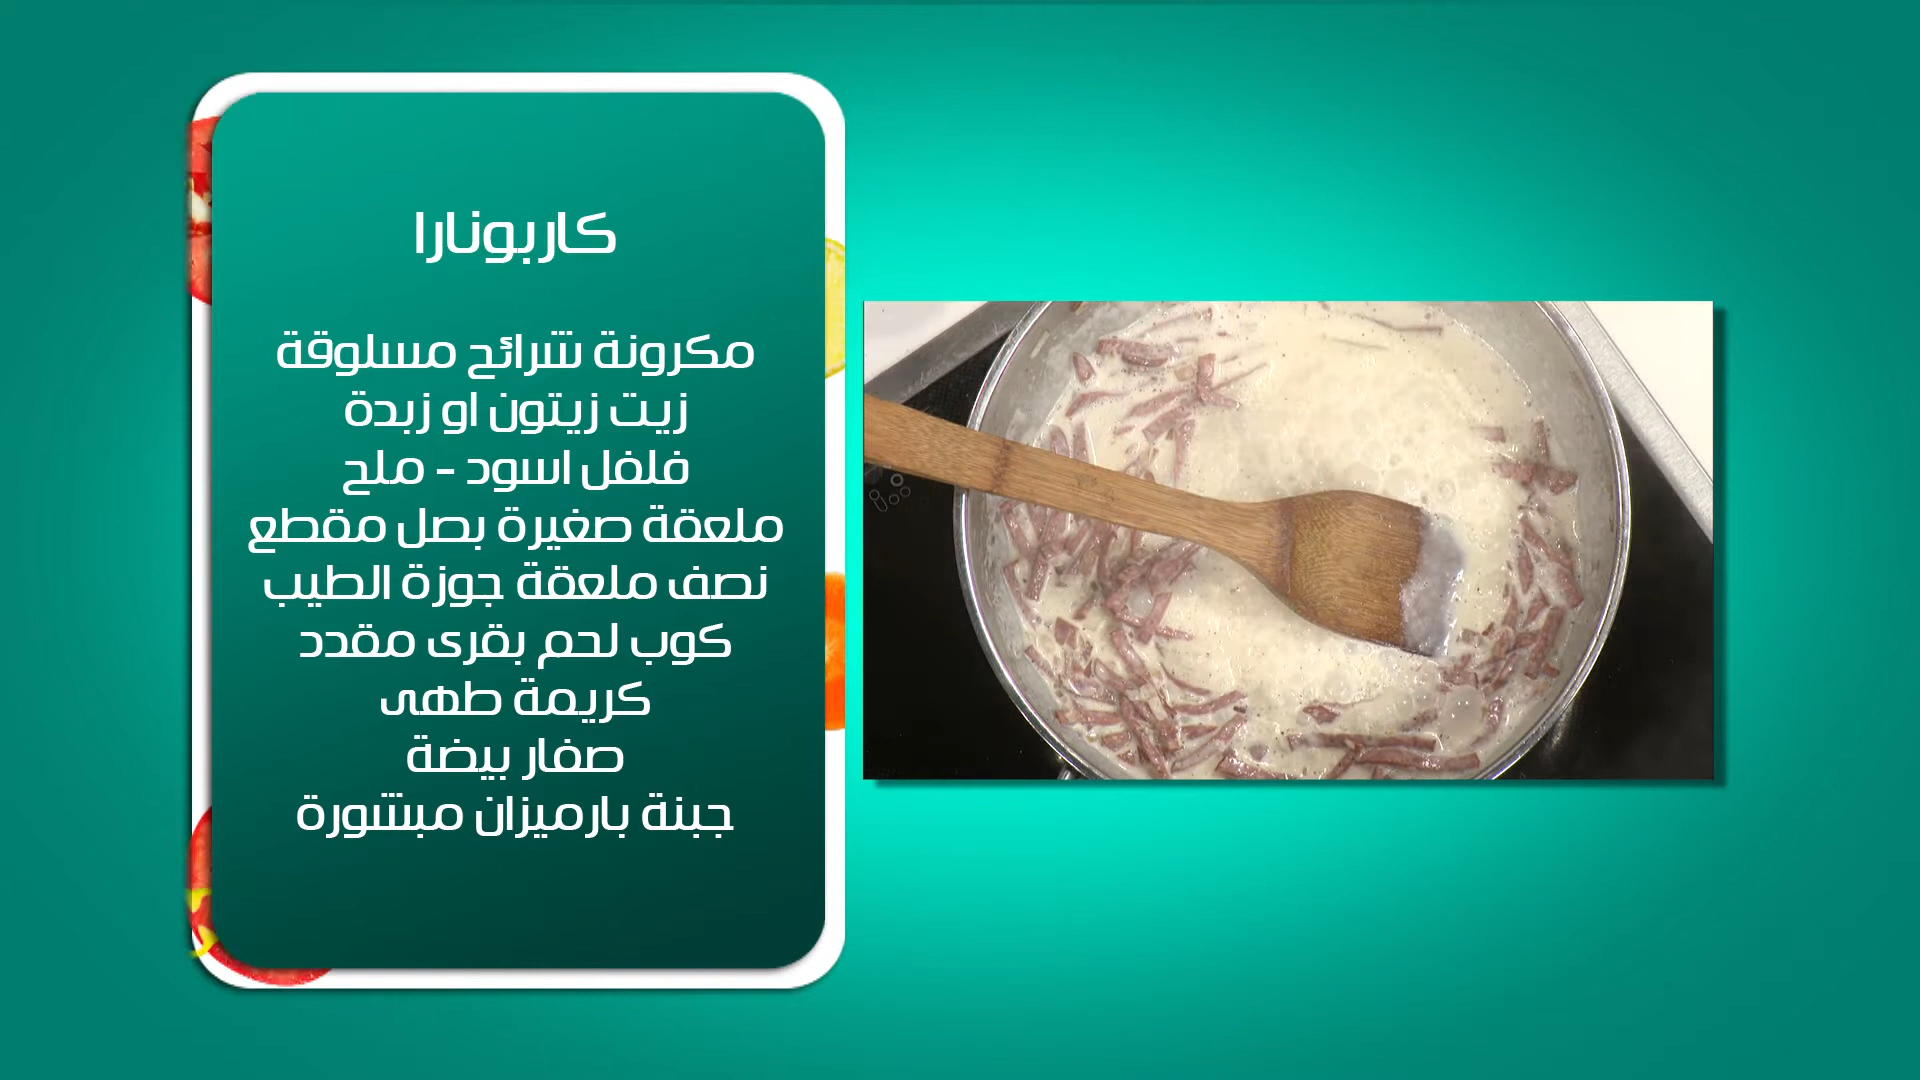 كاربونارا
مكرونة شرائح مسلوقة
زيت زيتون او زبدة
فلفل اسود - ملح
ملعقة صغيرة بصل مقطع
نصف ملعقة جوزة الطيب
كوب لحم بقرى مقدد
كريمة طهى
صفار بيضة
جبنة بارميزان مبشورة